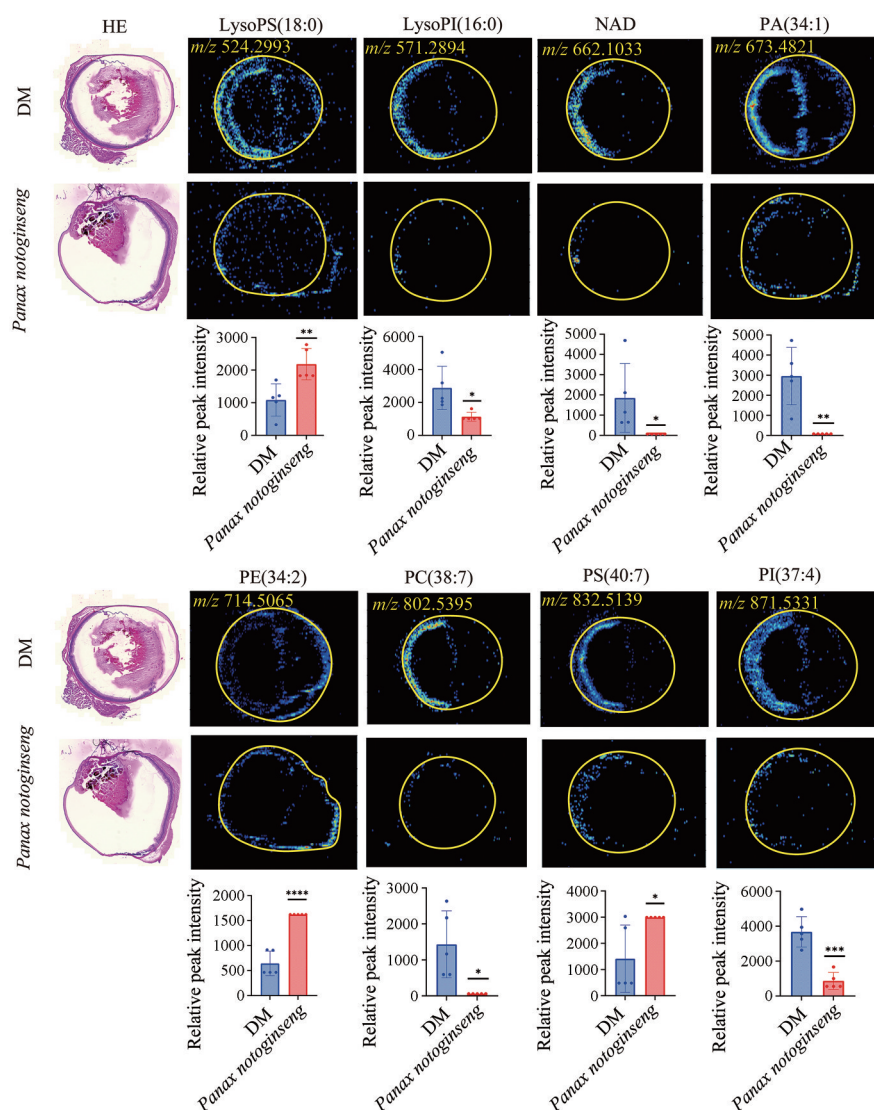 HE LysoPS(18:0) LysoPI(16:0) NAD PA(34:1)
DM
m/z 524.2993 m/z 571.2894 m/z 662.1033 m/z 673.4821
Panax notoginseng
Relative peak intensity
3000
2000
1000
0
**
DM
Panax notoginseng
Relative peak intensity
6000
4000
2000
0
*
DM
Panax notoginseng
Relative peak intensity
5000
4000
3000
2000
1000
0
*
DM
Panax notoginseng
Relative peak intensity
5000
4000
3000
2000
1000
0
**
DM
Panax notoginseng
PE(34:2) PC(38:7) PS(40:7) PI(37:4)
DM
m/z 714.5065 m/z 802.5395 m/z 832.5139 m/z 871.5331
Panax notoginseng
Relative peak intensity
2000
1500
1000
500
0
****
DM
Panax notoginseng
Relative peak intensity
3000
2000
1000
0
*
DM
Panax notoginseng
Relative peak intensity
4000
3000
2000
1000
0
*
DM
Panax notoginseng
Relative peak intensity
6000
4000
2000
0
***
DM
Panax notoginseng